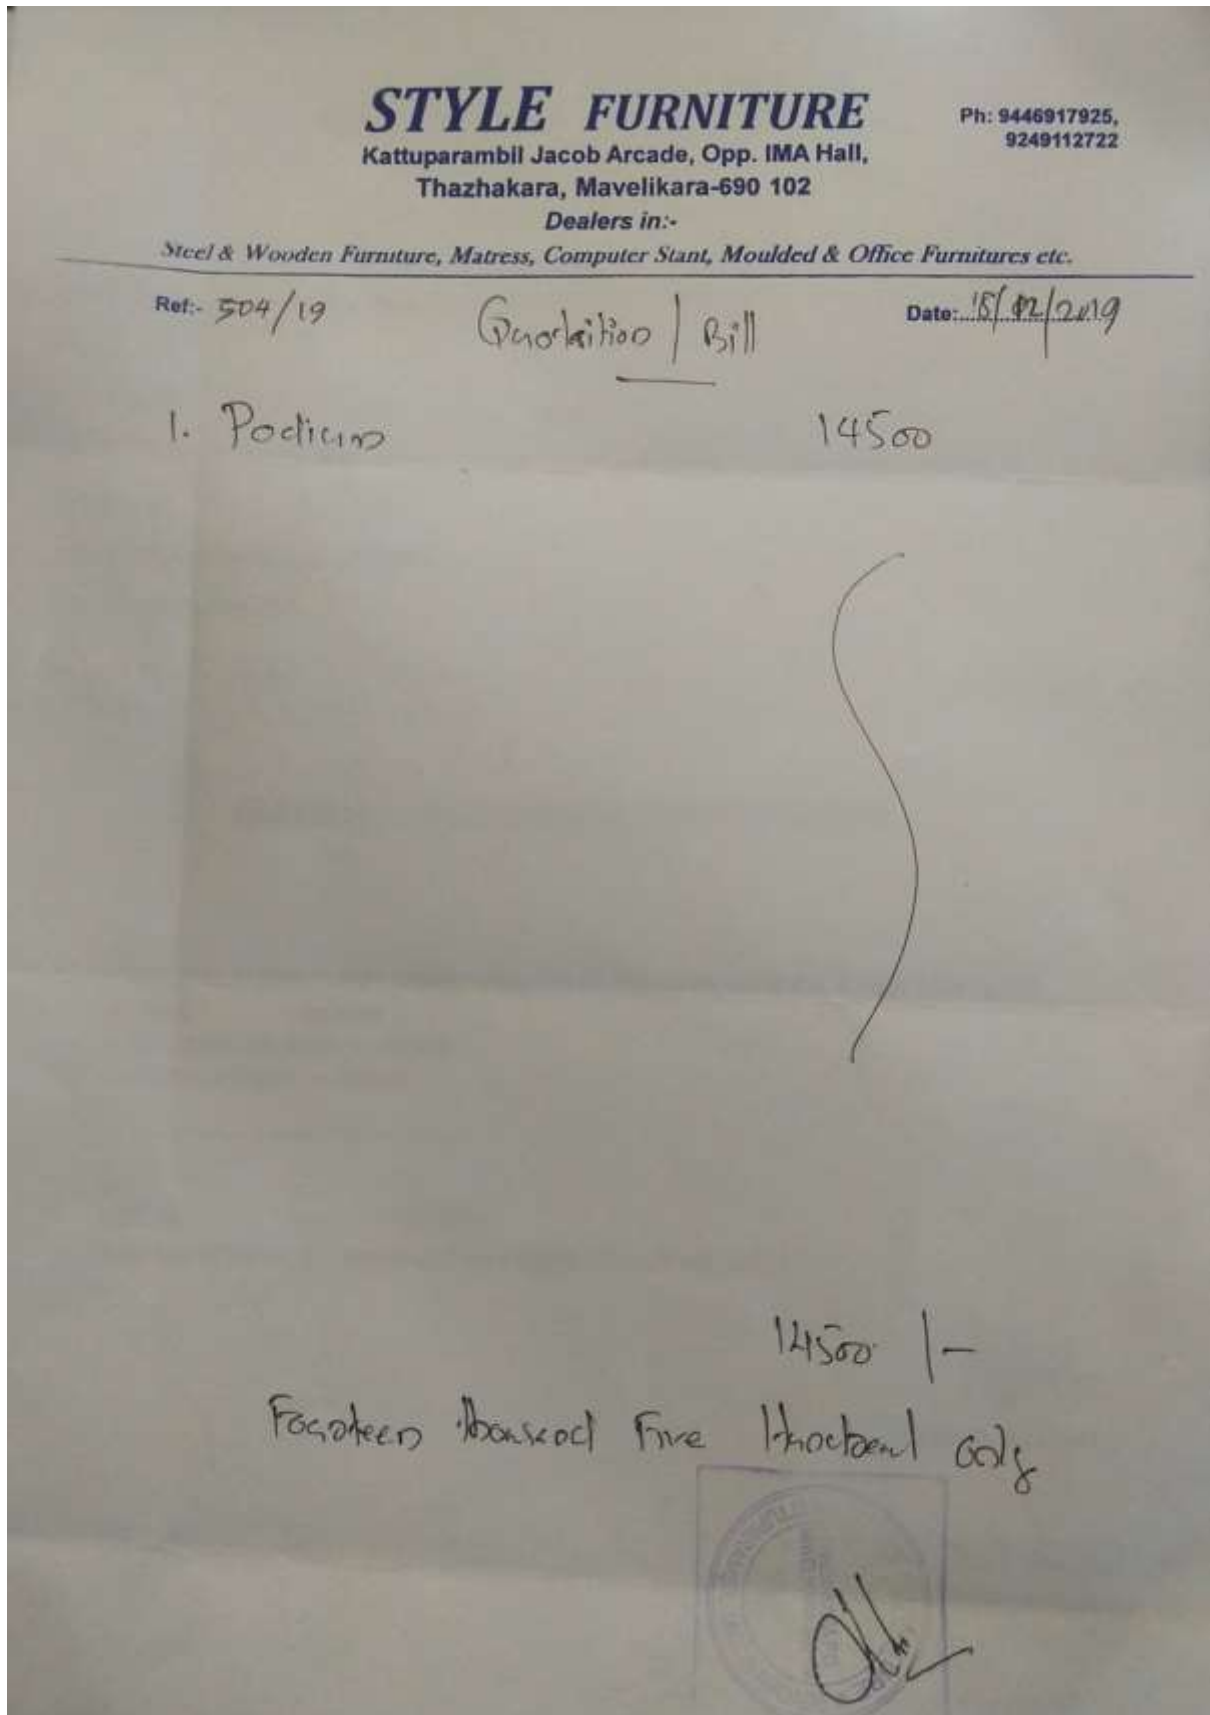 STYLE FURNITURE
Ph: 9446917925,
9249112722
Kattuparambil Jacob Arcade, Opp. IMA Hall,
Thazhakara, Mavelikara-690 102
Dealers in:-
Steel & Wooden Furniture, Matress, Computer Stant, Moulded & Office Furnitures etc.
Ref:- 504/19
Quotaition / Bill
Date: 15/02/2019
1. Podium 14500
14500 /-
Fourteen thousand Five Hundred only